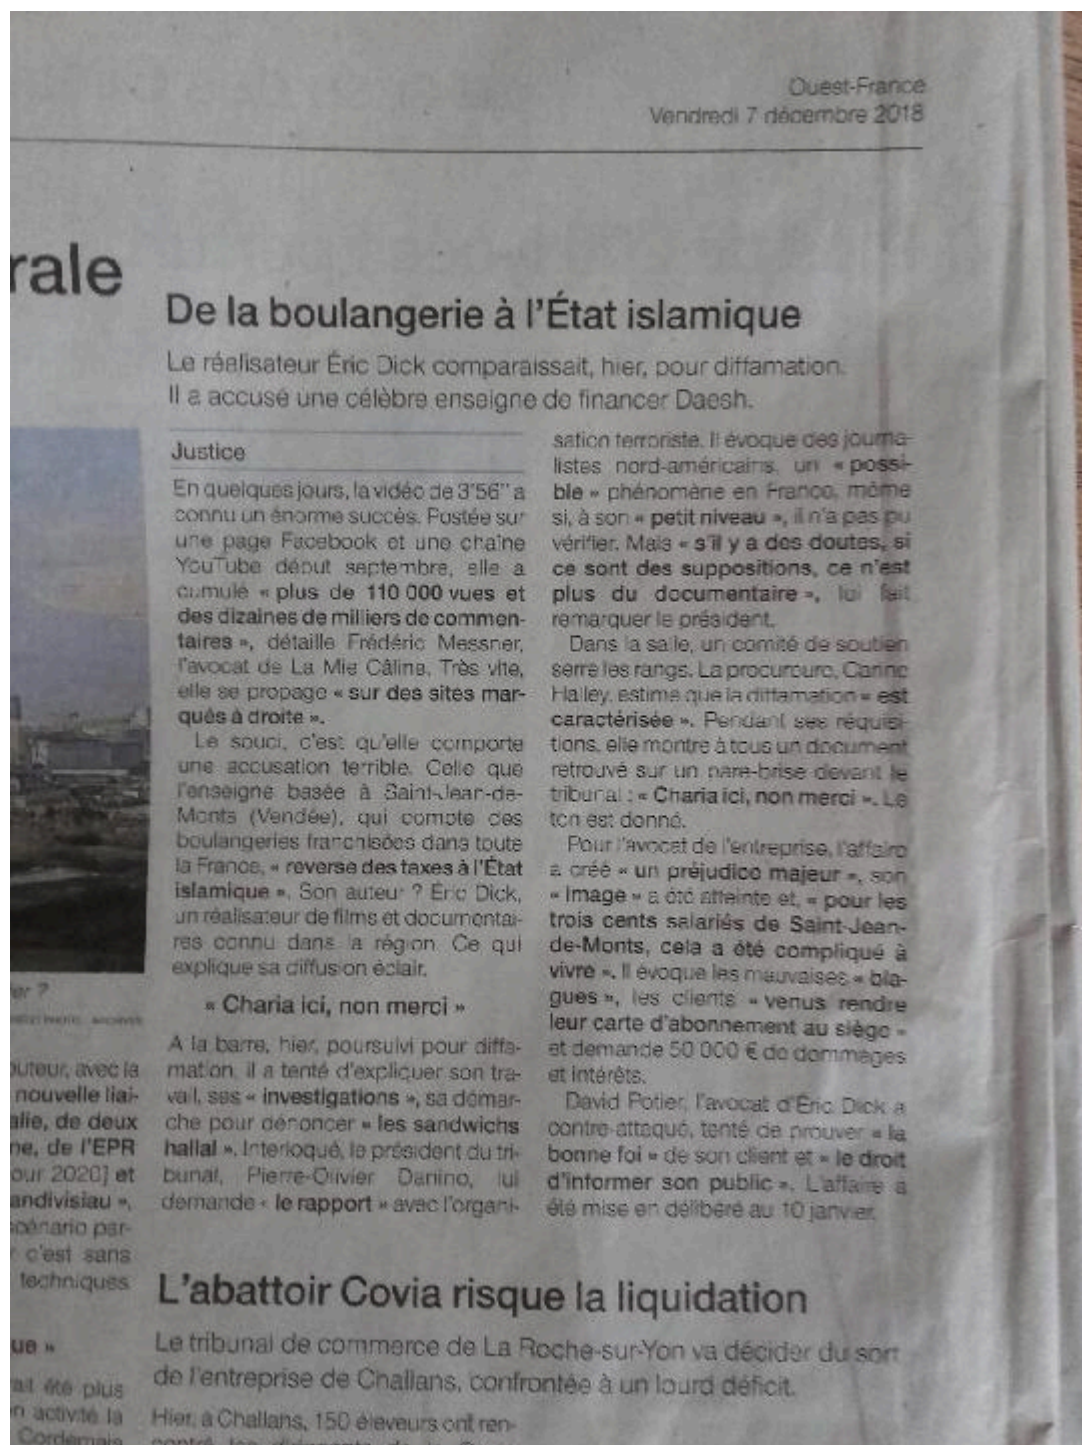 Ouest-France
Vendredi 7 décembre 2018
rale
De la boulangerie à l'État islamique
Le réalisateur Éric Dick comparaissait, hier, pour diffamation.
Il a accusé une célèbre enseigne de financer Daesh.
Justice
En quelques jours, la vidéo de 3'56'' a
connu un énorme succès. Postée sur
une page Facebook et une chaîne
YouTube début septembre, elle a
cumulé « plus de 110 000 vues et
des dizaines de milliers de commen-
taires », détaille Frédéric Messner,
l'avocat de La Mie Câline. Très vite,
elle se propage « sur des sites mar-
qués à droite ».
Le souci, c'est qu'elle comporte
une accusation terrible. Celle que
l'enseigne basée à Saint-Jean-de-
Monts (Vendée), qui compte des
boulangeries franchisées dans toute
la France, « reverse des taxes à l'État
islamique ». Son auteur ? Éric Dick,
un réalisateur de films et documentai-
res connu dans la région. Ce qui
explique sa diffusion éclair.
« Charia ici, non merci »
A la barre, hier, poursuivi pour diffa-
mation, il a tenté d'expliquer son tra-
vail, ses « investigations », sa démar-
che pour dénoncer « les sandwichs
hallal ». Interloqué, le président du tri-
bunal, Pierre-Olivier Danino, lui
demande « le rapport » avec l'organi-
sation terroriste. Il évoque des journa-
listes nord-américains, un « possi-
ble » phénomène en France, même
si, à son « petit niveau », il n'a pas pu
vérifier. Mais « s'il y a des doutes, si
ce sont des suppositions, ce n'est
plus du documentaire », lui fait
remarquer le président.
Dans la salle, un comité de soutien
serre les rangs. La procureure, Carine
Halley, estime que la diffamation « est
caractérisée ». Pendant ses réquisi-
tions, elle montre à tous un document
retrouvé sur un pare-brise devant le
tribunal : « Charia ici, non merci ». Le
ton est donné.
Pour l'avocat de l'entreprise, l'affaire
a créé « un préjudice majeur », son
« image » a été atteinte et, « pour les
trois cents salariés de Saint-Jean-
de-Monts, cela a été compliqué à
vivre ». Il évoque les mauvaises « bla-
gues », les clients « venus rendre
leur carte d'abonnement au siège »
et demande 50 000 € de dommages
et intérêts.
David Potier, l'avocat d'Éric Dick a
contre-attaqué, tenté de prouver « la
bonne foi » de son client et « le droit
d'informer son public ». L'affaire a
été mise en délibéré au 10 janvier.
er ?
outeur, avec la
nouvelle liai-
alie, de deux
ne, de l'EPR
our 2020] et
andivisiau »,
scénario par-
r c'est sans
techniques
ue »
rait été plus
n activité la
Cordemais
L'abattoir Covia risque la liquidation
Le tribunal de commerce de La Roche-sur-Yon va décider du sort
de l'entreprise de Challans, confrontée à un lourd déficit.
Hier, à Challans, 150 éleveurs ont ren-